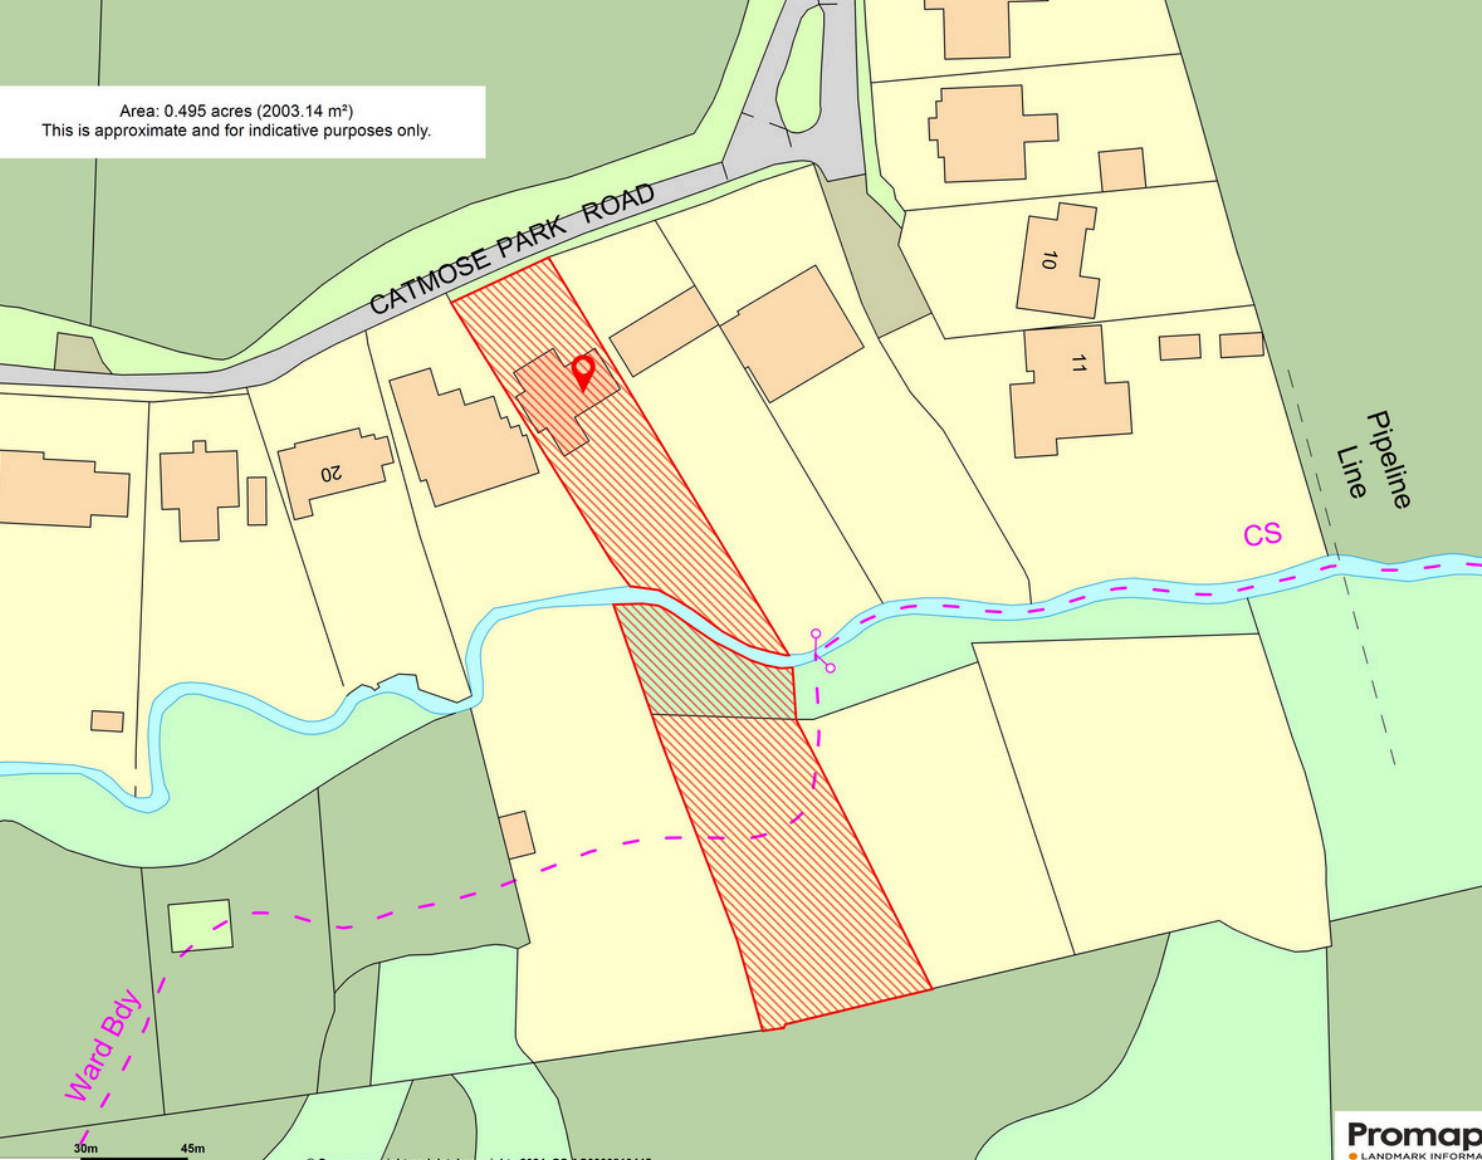 Area: 0.495 acres (2003.14 m²)
This is approximate and for indicative purposes only.
CATMOSE PARK ROAD
10
11
20
Pipeline
Line
CS
Ward Bdy
30m
45m
Promap
LANDMARK INFORMA